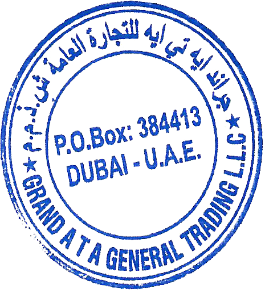 جراند ايه تي ايه للتجارة العامة ش.ذ.م.م
P.O.Box: 384413
DUBAI - U.A.E.
★ GRAND A T A GENERAL TRADING L.L.C ★